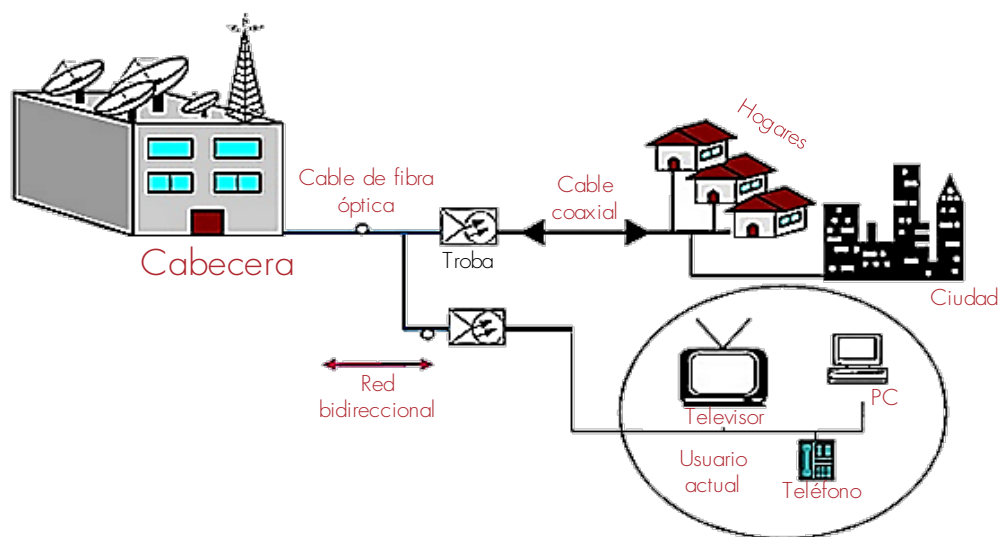 Hogares
Cable de fibra
óptica
Cable
coaxial
Cabecera
Troba
Ciudad
Red
bidireccional
Televisor
PC
Usuario
actual
Teléfono